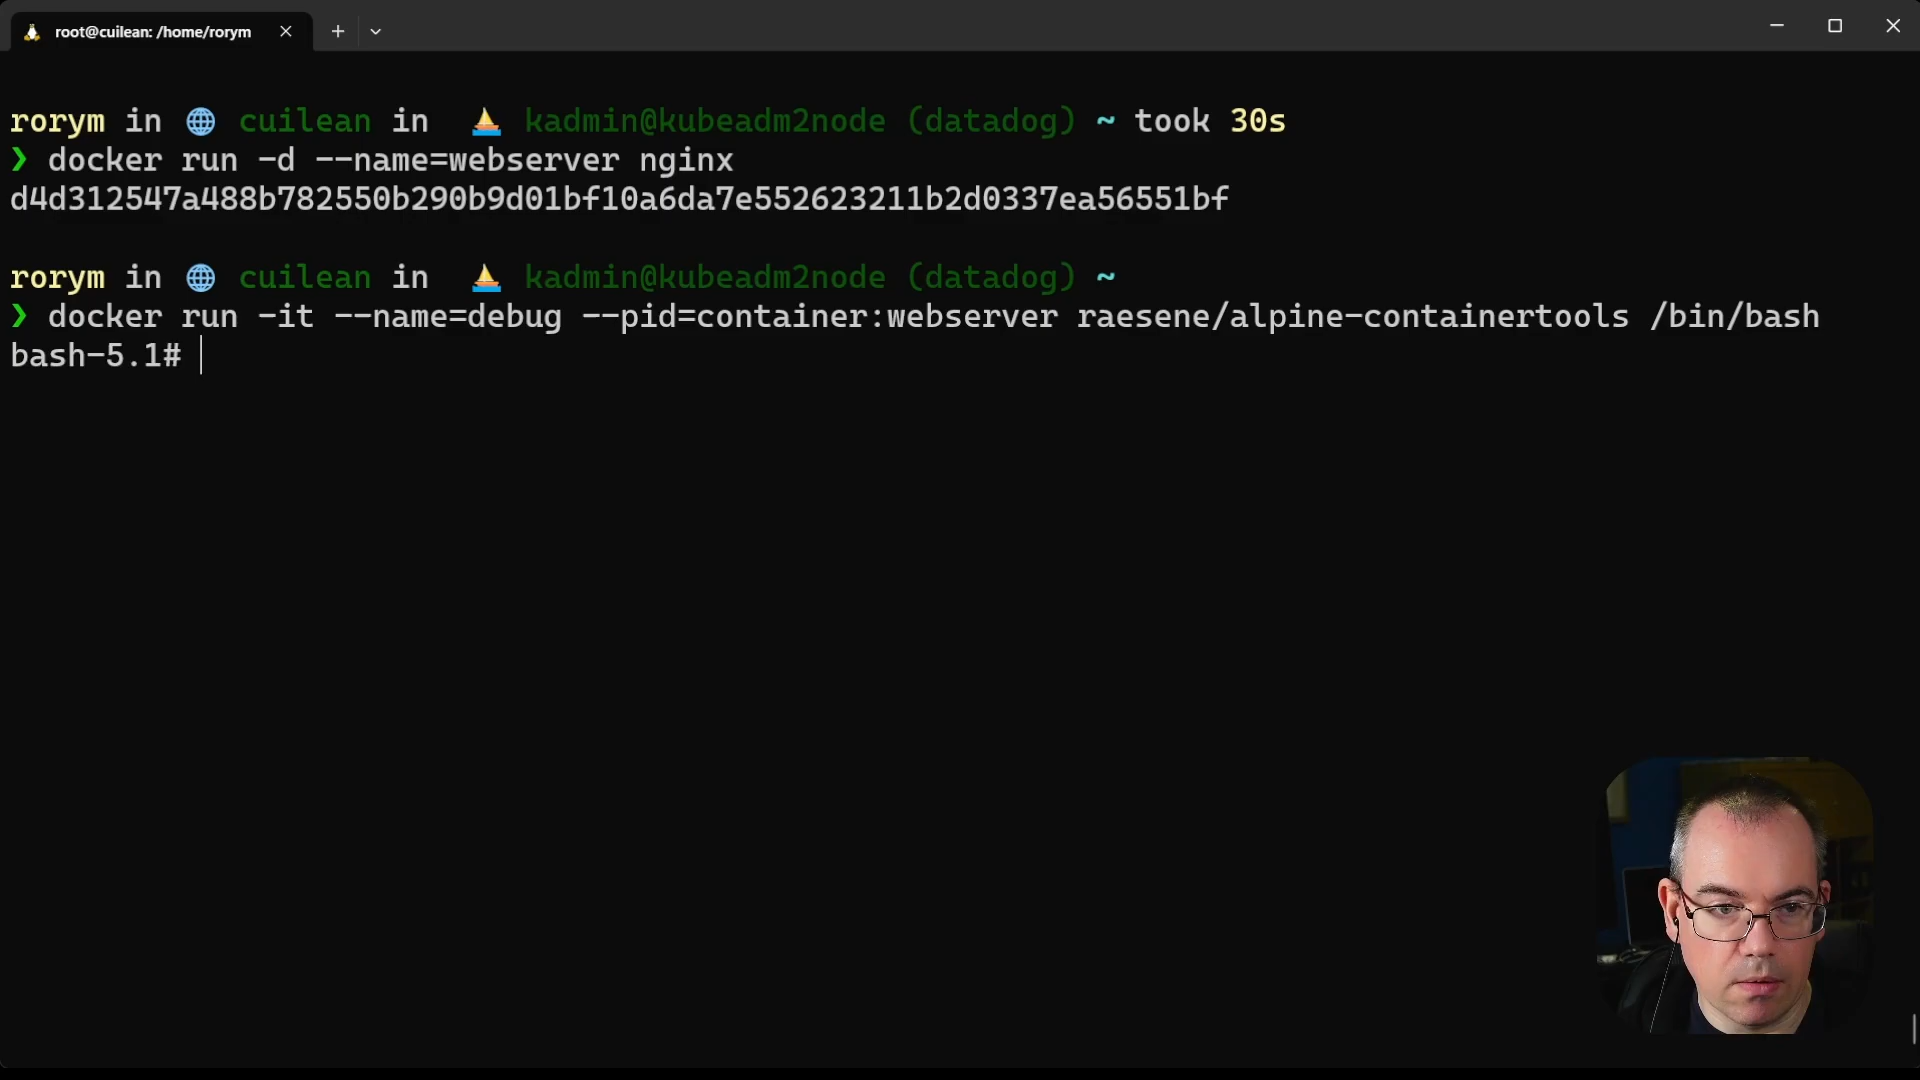 root@cuilean: /home/rorym
rorym in 🌐 cuilean in ⛵ kadmin@kubeadm2node (datadog) ~ took 30s
❯ docker run -d --name=webserver nginx
d4d312547a488b782550b290b9d01bf10a6da7e552623211b2d0337ea56551bf
rorym in 🌐 cuilean in ⛵ kadmin@kubeadm2node (datadog) ~
❯ docker run -it --name=debug --pid=container:webserver raesene/alpine-containertools /bin/bash
bash-5.1#